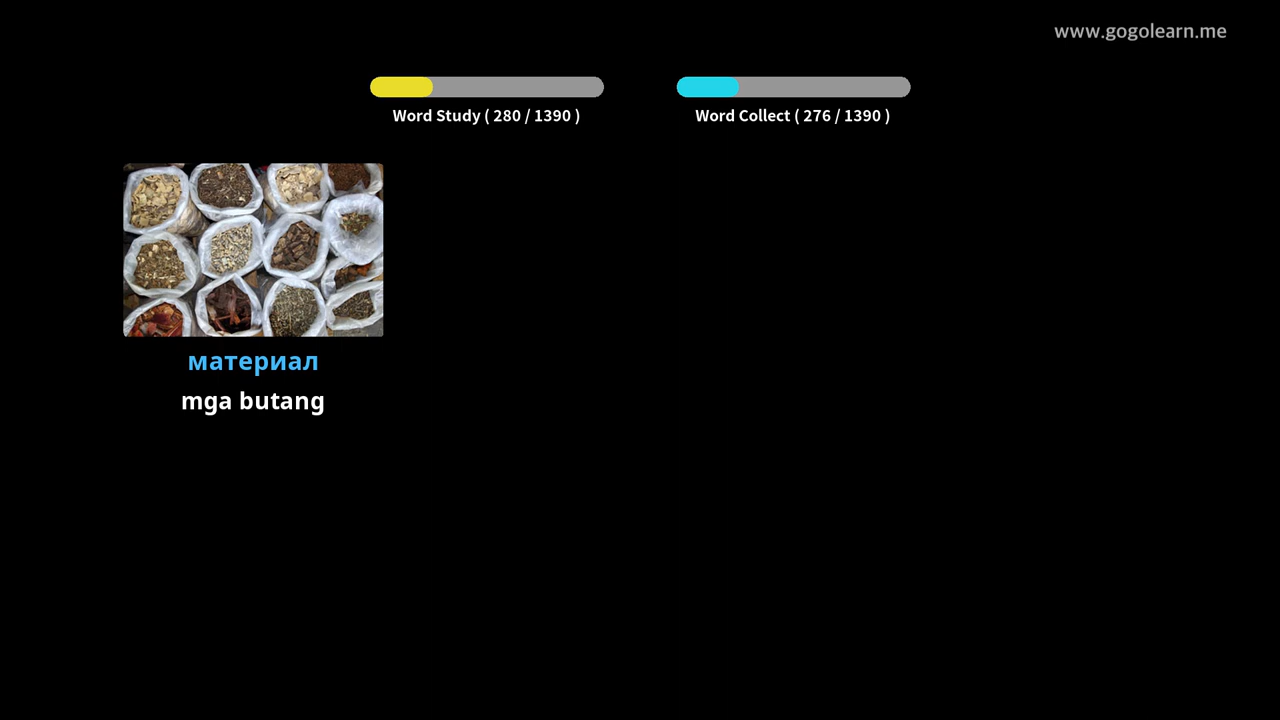 www.gogolearn.me
Word Study ( 280 / 1390 )
Word Collect ( 276 / 1390 )
материал
mga butang